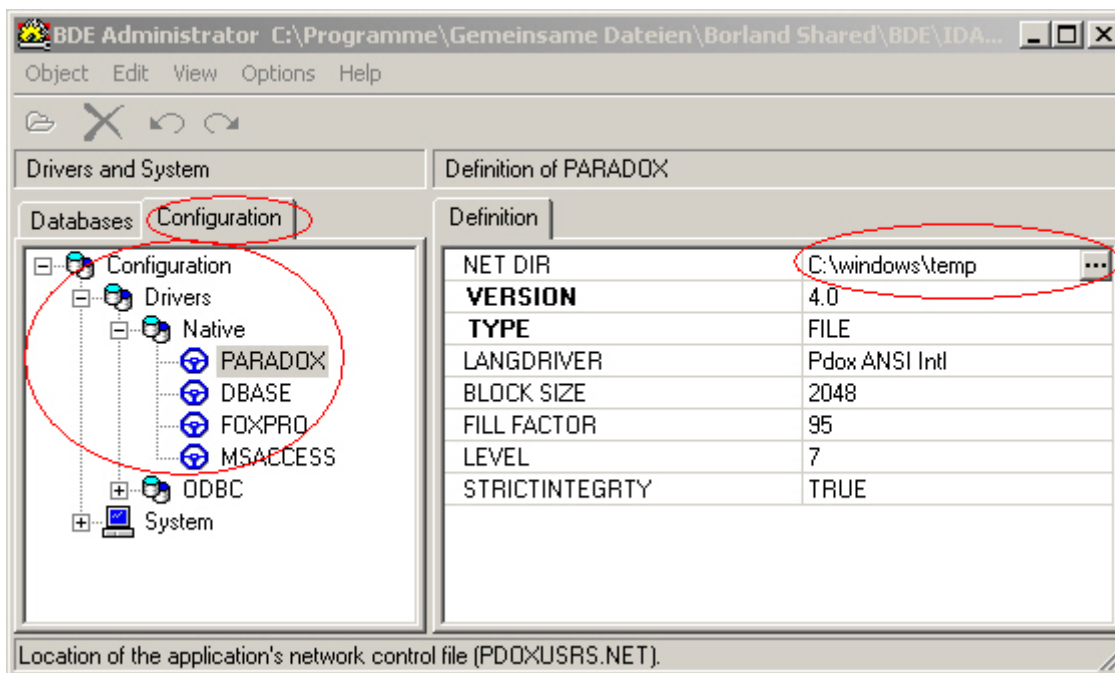 BDE Administrator C:\Programme\Gemeinsame Dateien\Borland Shared\BDE\IDA...
Object Edit View Options Help
Drivers and System
Definition of PARADOX
Databases Configuration
Definition
Configuration
Drivers
Native
PARADOX
DBASE
FOXPRO
MSACCESS
ODBC
System
NET DIR C:\windows\temp ...
VERSION 4.0
TYPE FILE
LANGDRIVER Pdox ANSI Intl
BLOCK SIZE 2048
FILL FACTOR 95
LEVEL 7
STRICTINTEGRTY TRUE
Location of the application's network control file (PDOXUSRS.NET).